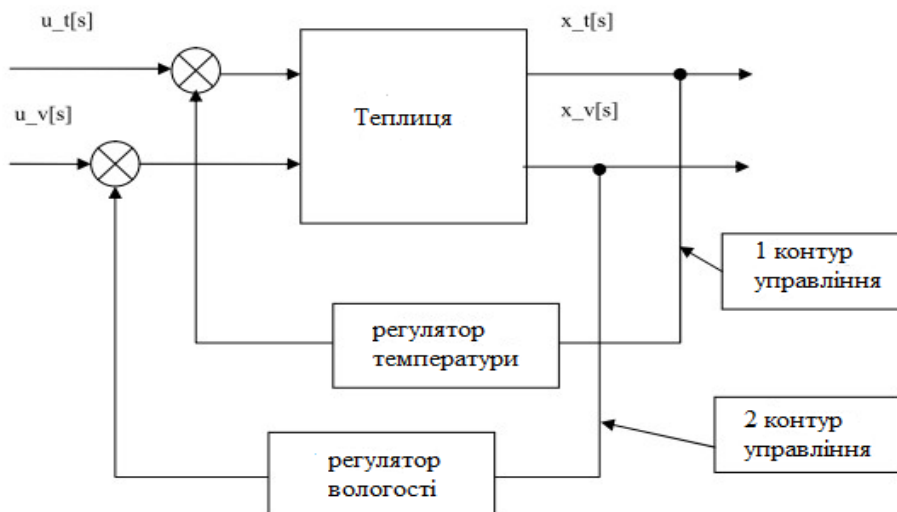 u_t[s]
x_t[s]
u_v[s]
Теплиця
x_v[s]
1 контур
управління
регулятор
температури
2 контур
управління
регулятор
вологості